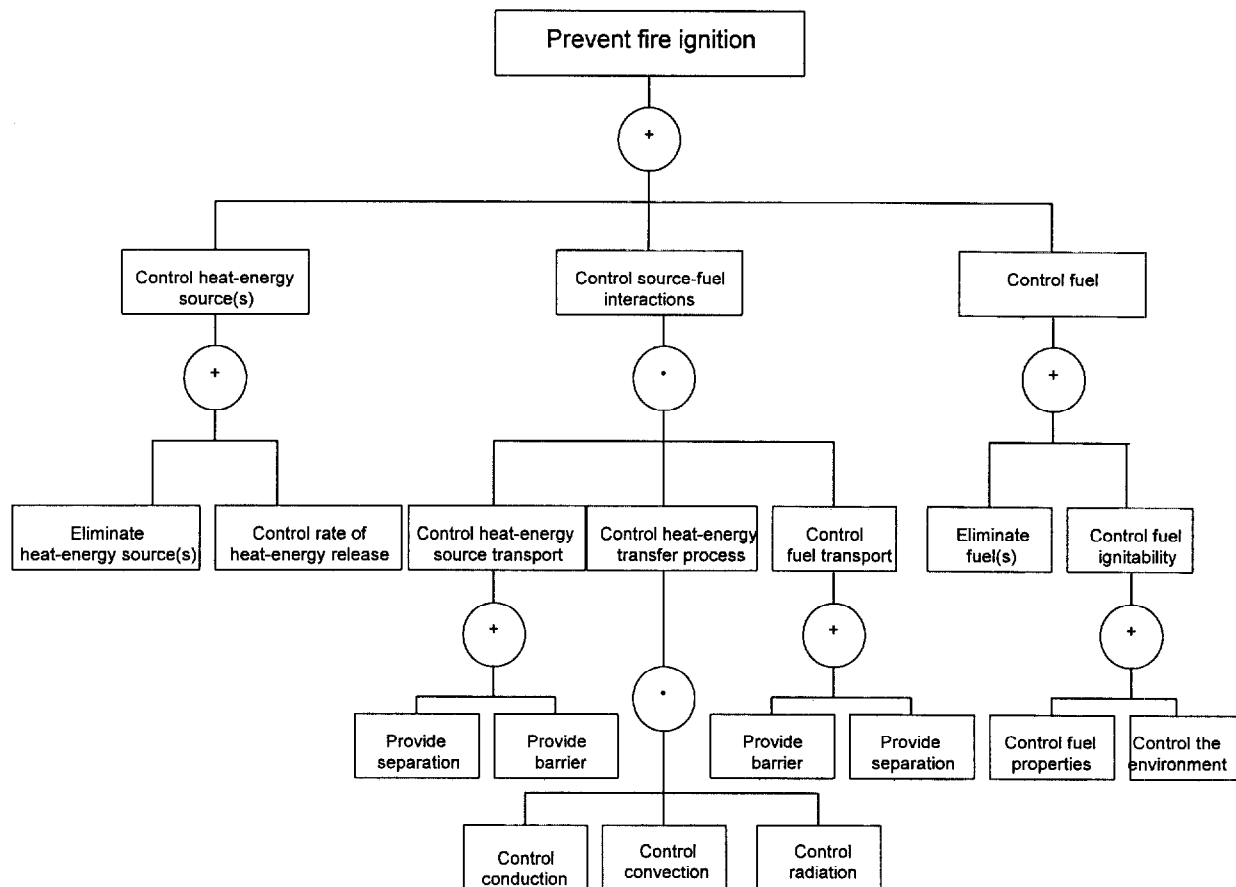 Prevent fire ignition
+
Control heat-energy
source(s)
Control source-fuel
interactions
Control fuel
+
•
+
Eliminate
heat-energy source(s)
Control rate of
heat-energy release
Control heat-energy
source transport
Control heat-energy
transfer process
Control
fuel transport
Eliminate
fuel(s)
Control fuel
ignitability
+
•
+
+
Provide
separation
Provide
barrier
Provide
barrier
Provide
separation
Control fuel
properties
Control the
environment
Control
conduction
Control
convection
Control
radiation